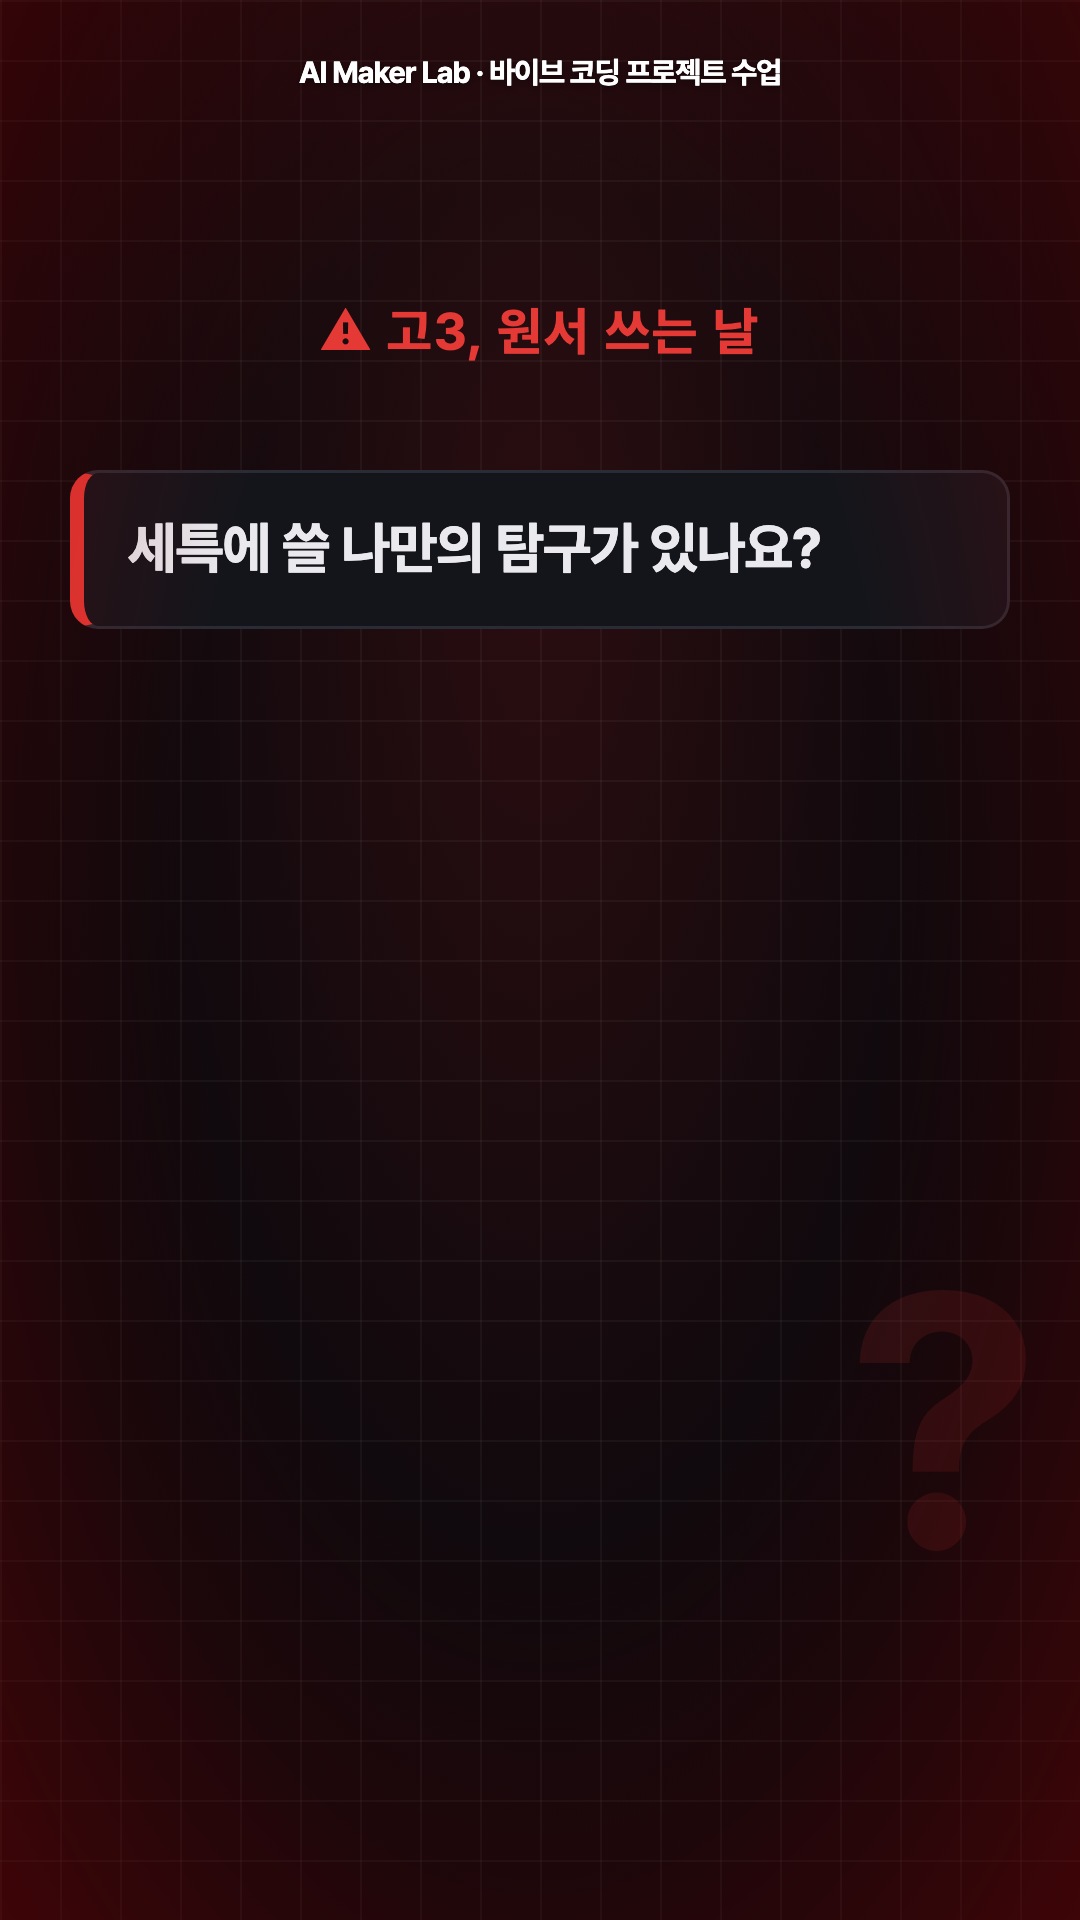 AI Maker Lab · 바이브 코딩 프로젝트 수업
⚠ 고3, 원서 쓰는 날
세특에 쓸 나만의 탐구가 있나요?
?